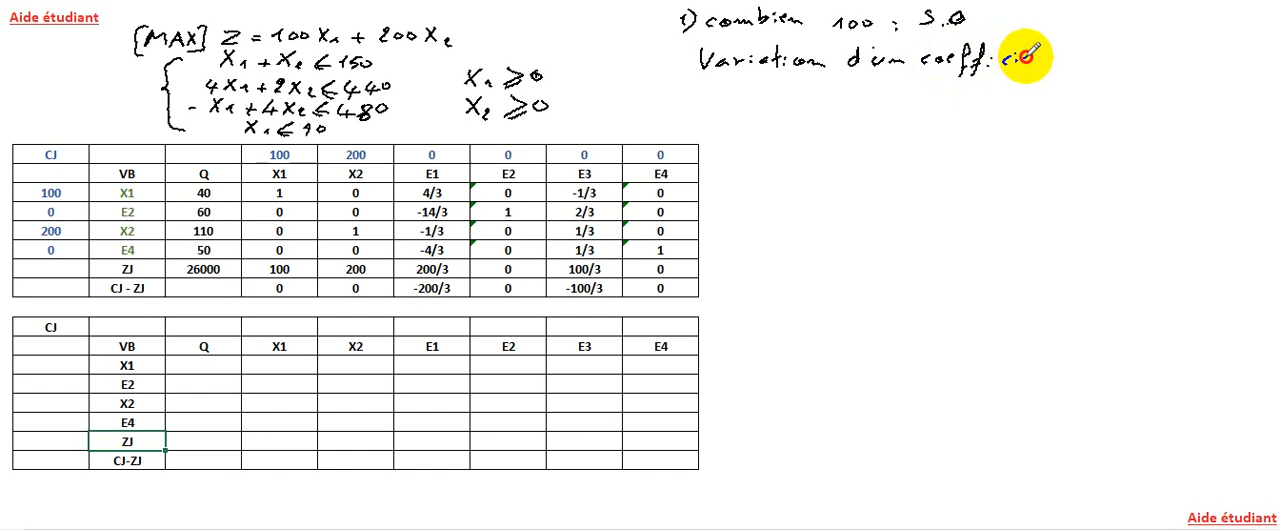 Aide étudiant
[MAX] Z = 100 X1 + 200 X2
X1 + X2 ≤ 150
4X1 + 2X2 ≤ 440
- X1 + 4X2 ≤ 480
X1 ≤ 90
X1 ≥ 0
X2 ≥ 0
1) combien 100 : S.O
Variation d'un coeffici
CJ 100 200 0 0 0 0
VB Q X1 X2 E1 E2 E3 E4
100 X1 40 1 0 4/3 0 -1/3 0
0 E2 60 0 0 -14/3 1 2/3 0
200 X2 110 0 1 -1/3 0 1/3 0
0 E4 50 0 0 -4/3 0 1/3 1
ZJ 26000 100 200 200/3 0 100/3 0
CJ - ZJ 0 0 -200/3 0 -100/3 0
CJ
VB Q X1 X2 E1 E2 E3 E4
X1
E2
X2
E4
ZJ
CJ-ZJ
Aide étudiant